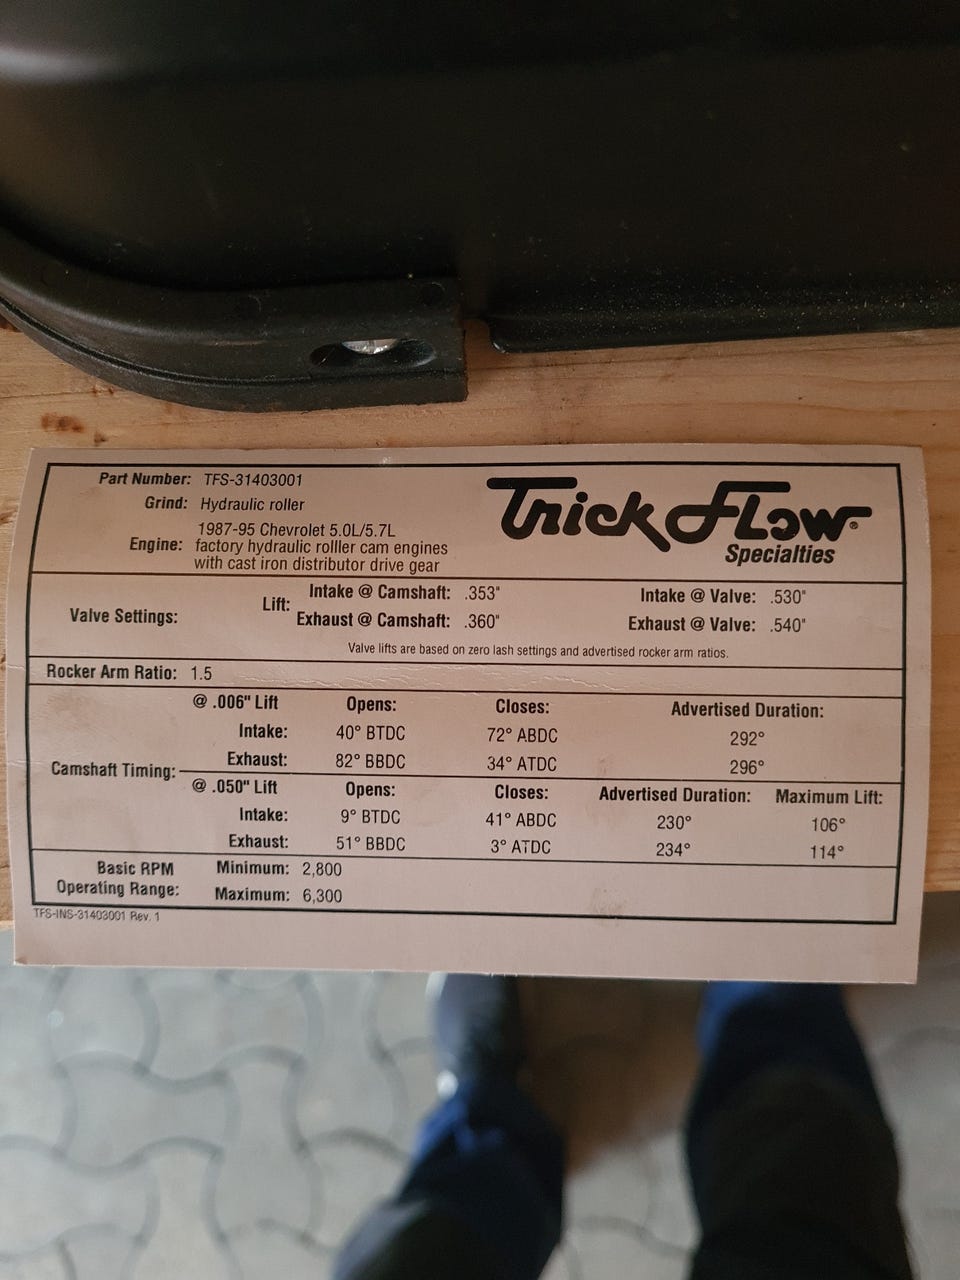 Part Number: TFS-31403001
Trick Flow®
Specialties
Grind: Hydraulic roller
Engine: 1987-95 Chevrolet 5.0L/5.7L
factory hydraulic rolller cam engines
with cast iron distributor drive gear
Valve Settings: Lift: Intake @ Camshaft: .353" Intake @ Valve: .530"
Exhaust @ Camshaft: .360" Exhaust @ Valve: .540"
Valve lifts are based on zero lash settings and advertised rocker arm ratios.
Rocker Arm Ratio: 1.5
Camshaft Timing:
@ .006" Lift Opens: Closes: Advertised Duration:
Intake: 40° BTDC 72° ABDC 292°
Exhaust: 82° BBDC 34° ATDC 296°
@ .050" Lift Opens: Closes: Advertised Duration: Maximum Lift:
Intake: 9° BTDC 41° ABDC 230° 106°
Exhaust: 51° BBDC 3° ATDC 234° 114°
Basic RPM
Operating Range:
Minimum: 2,800
Maximum: 6,300
TFS-INS-31403001 Rev. 1